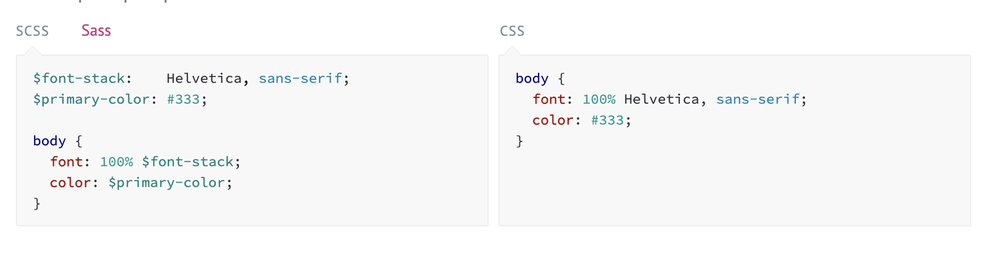 SCSS Sass
$font-stack:    Helvetica, sans-serif;
$primary-color: #333;
body {
  font: 100% $font-stack;
  color: $primary-color;
}
CSS
body {
  font: 100% Helvetica, sans-serif;
  color: #333;
}